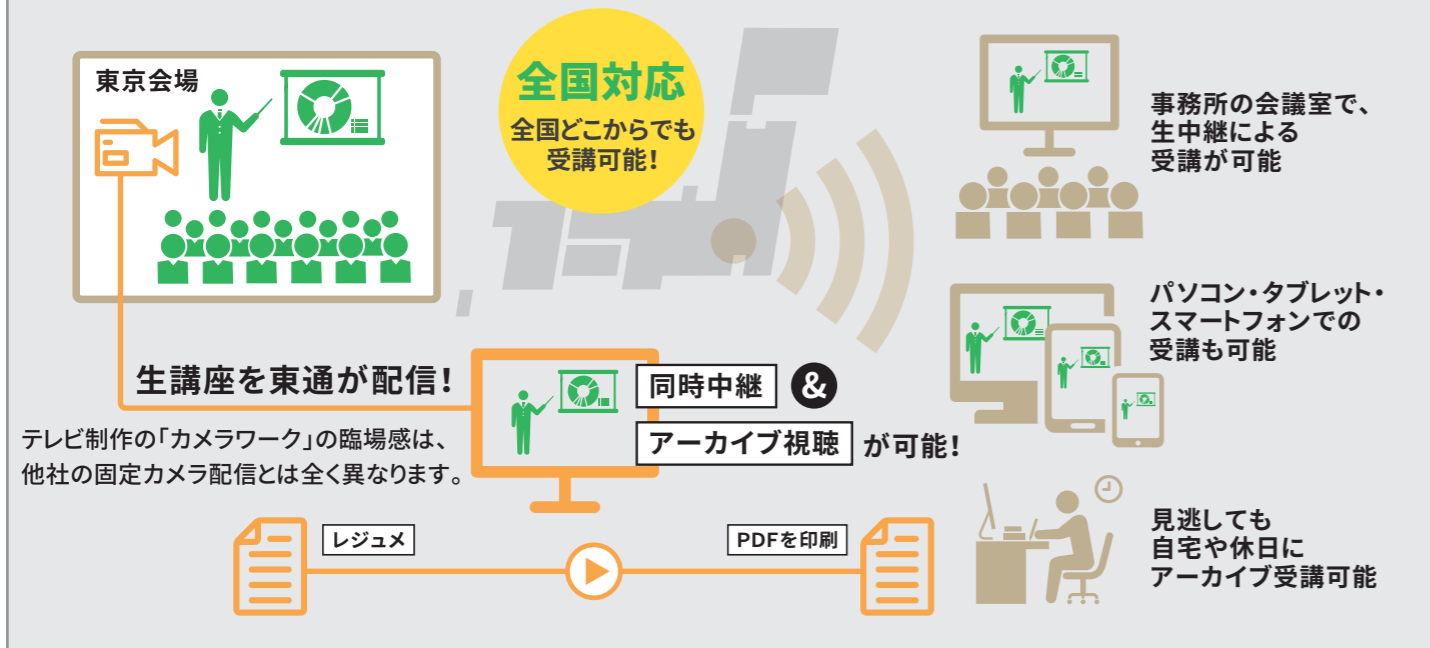 東京会場
全国対応
全国どこからでも
受講可能!
事務所の会議室で、
生中継による
受講が可能
パソコン・タブレット・
スマートフォンでの
受講も可能
生講座を東通が配信!
同時中継 &
アーカイブ視聴 が可能!
テレビ制作の「カメラワーク」の臨場感は、
他社の固定カメラ配信とは全く異なります。
レジュメ
PDFを印刷
見逃しても
自宅や休日に
アーカイブ受講可能